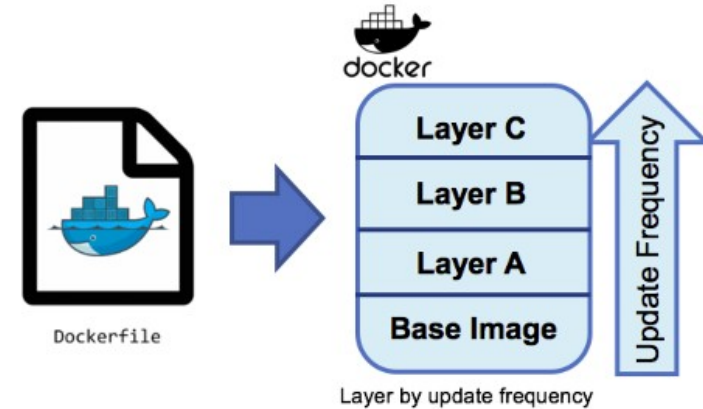 docker
Layer C
Layer B
Layer A
Base Image
Update Frequency
Dockerfile
Layer by update frequency